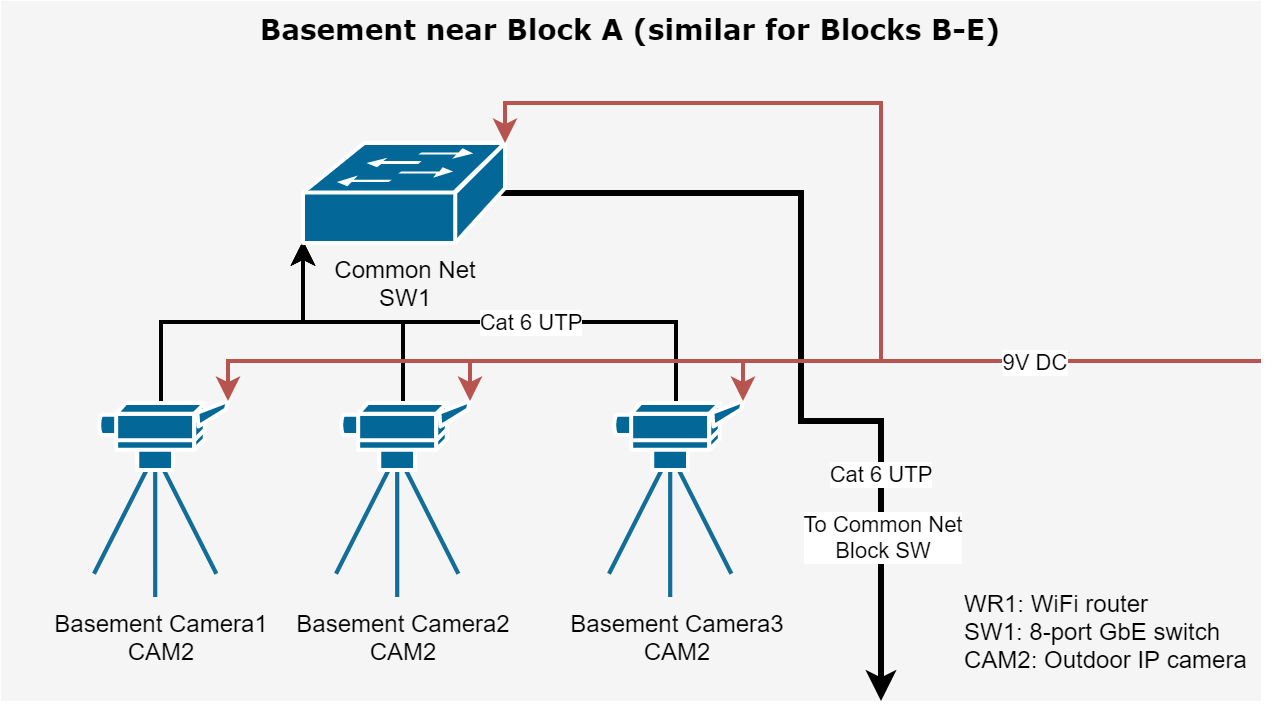 Basement near Block A (similar for Blocks B-E)
Common Net
SW1
Cat 6 UTP
9V DC
Cat 6 UTP
To Common Net
Block SW
Basement Camera1
CAM2
Basement Camera2
CAM2
Basement Camera3
CAM2
WR1: WiFi router
SW1: 8-port GbE switch
CAM2: Outdoor IP camera